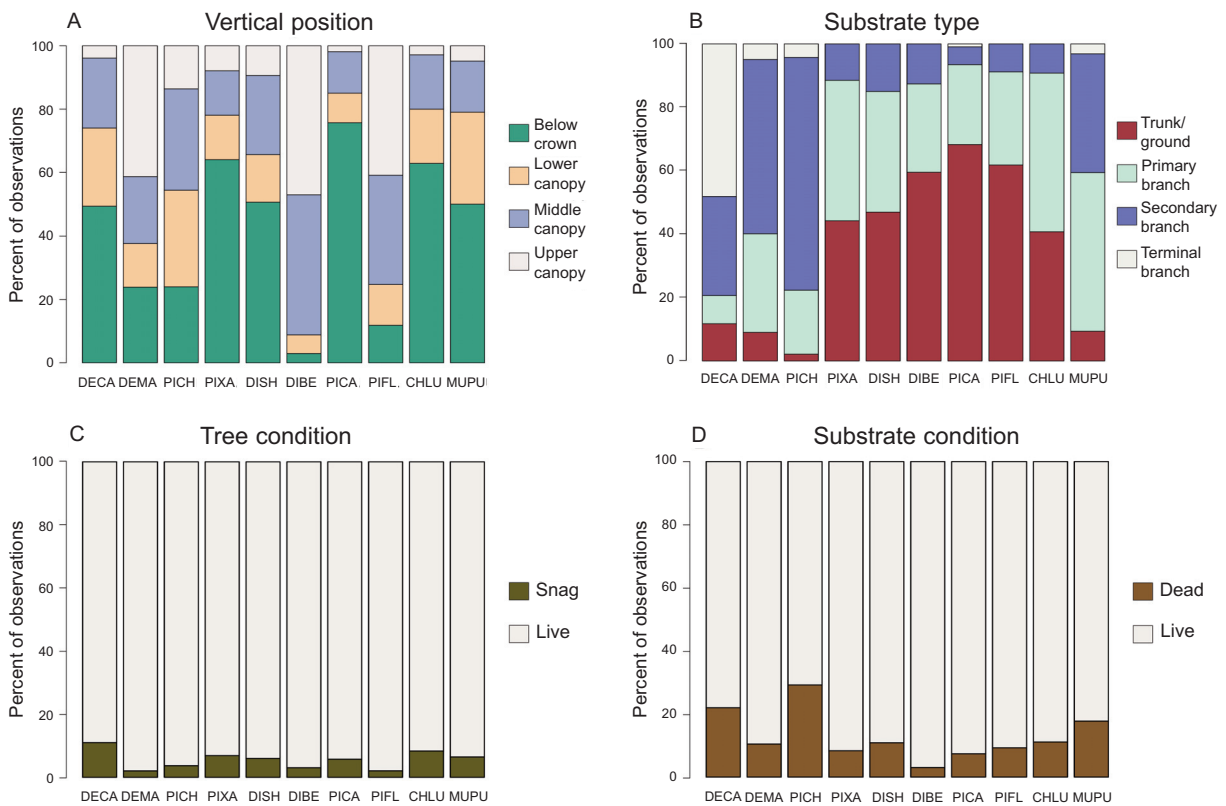 A
Vertical position
Percent of observations
100
80
60
40
20
0
DECA DEMA PICH PIXA DISH DIBE PICA PIFL CHLU MUPU
Below
crown
Lower
canopy
Middle
canopy
Upper
canopy
B
Substrate type
Percent of observations
100
80
60
40
20
0
DECA DEMA PICH PIXA DISH DIBE PICA PIFL CHLU MUPU
Trunk/
ground
Primary
branch
Secondary
branch
Terminal
branch
C
Tree condition
Percent of observations
100
80
60
40
20
0
DECA DEMA PICH PIXA DISH DIBE PICA PIFL CHLU MUPU
Snag
Live
D
Substrate condition
Percent of observations
100
80
60
40
20
0
DECA DEMA PICH PIXA DISH DIBE PICA PIFL CHLU MUPU
Dead
Live